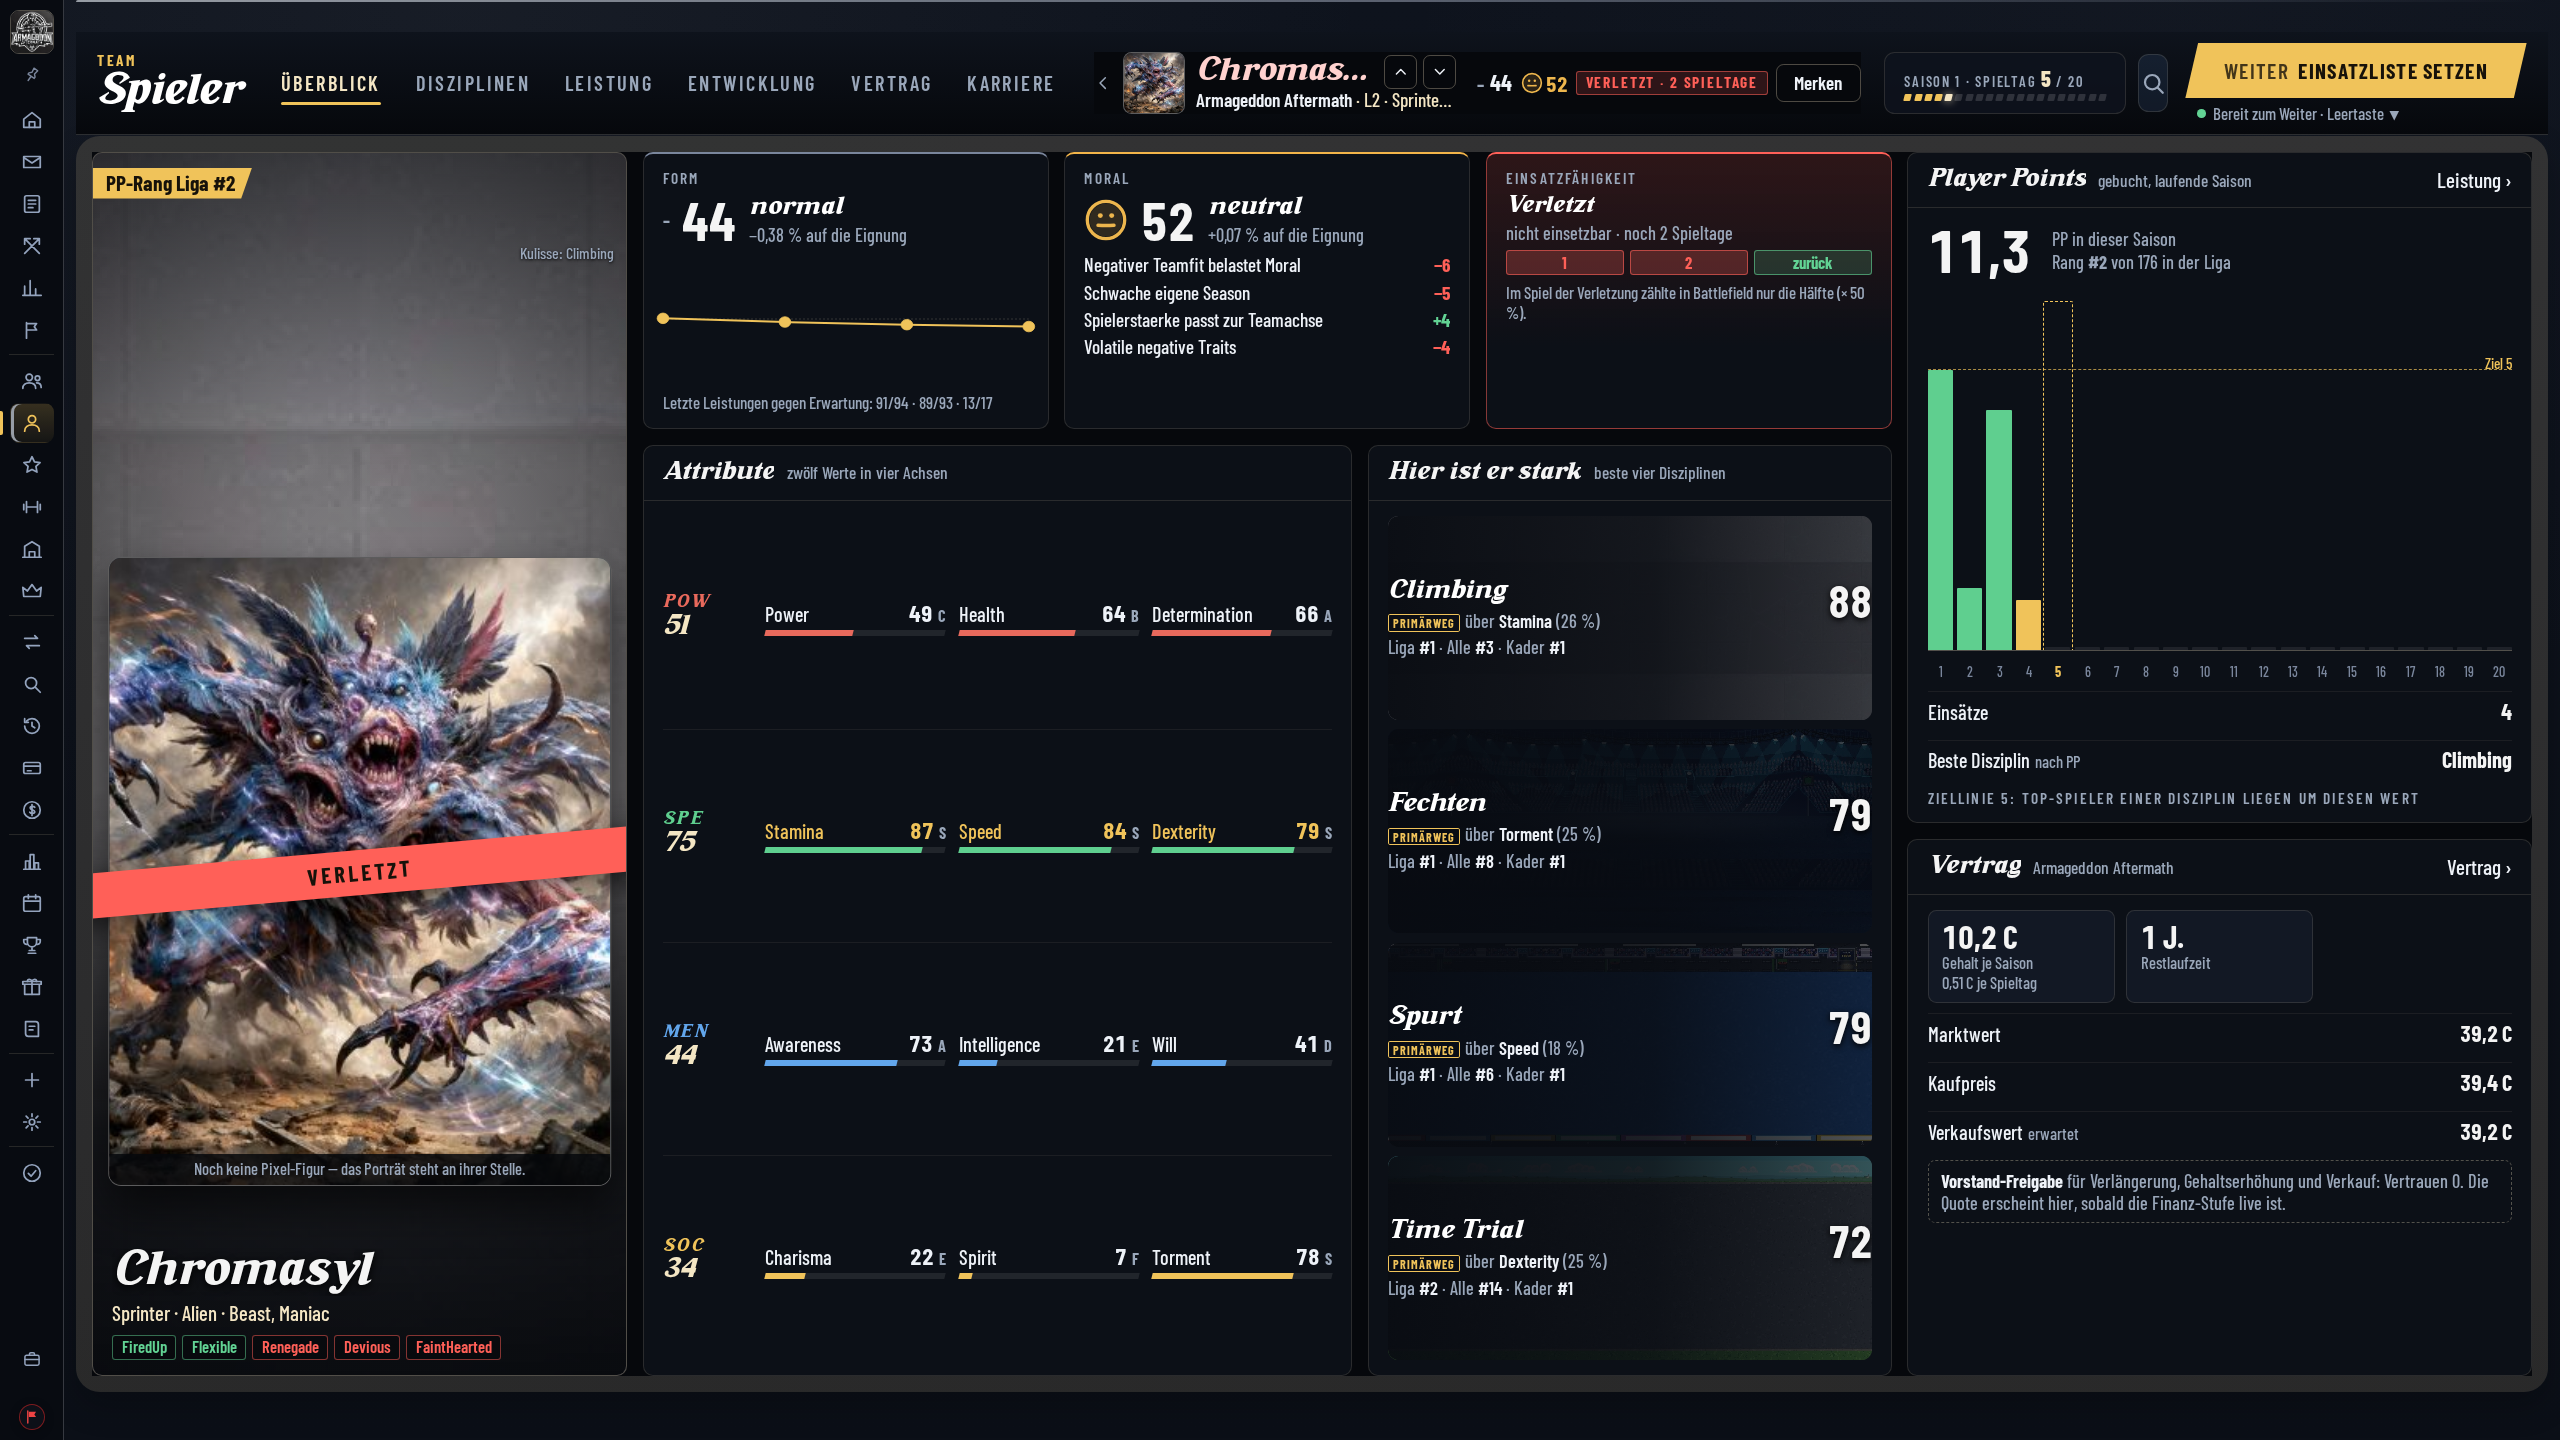 TEAM
Spieler
ÜBERBLICK
DISZIPLINEN
LEISTUNG
ENTWICKLUNG
VERTRAG
KARRIERE
Chromas...
Armageddon Aftermath · L2 · Sprinte...
- 44
52
VERLETZT · 2 SPIELTAGE
Merken
SAISON 1 · SPIELTAG 5 / 20
WEITER EINSATZLISTE SETZEN
Bereit zum Weiter · Leertaste ▼
PP-Rang Liga #2
Kulisse: Climbing
VERLETZT
Noch keine Pixel-Figur – das Porträt steht an ihrer Stelle.
Chromasyl
Sprinter · Alien · Beast, Maniac
FiredUp
Flexible
Renegade
Devious
FaintHearted
FORM
- 44 normal
−0,38 % auf die Eignung
Letzte Leistungen gegen Erwartung: 91/94 · 89/93 · 13/17
MORAL
52 neutral
+0,07 % auf die Eignung
Negativer Teamfit belastet Moral −6
Schwache eigene Season −5
Spielerstaerke passt zur Teamachse +4
Volatile negative Traits −4
EINSATZFÄHIGKEIT
Verletzt
nicht einsetzbar · noch 2 Spieltage
1 2 zurück
Im Spiel der Verletzung zählte in Battlefield nur die Hälfte (× 50
%).
Attribute zwölf Werte in vier Achsen
POW
51
Power 49 C
Health 64 B
Determination 66 A
SPE
75
Stamina 87 S
Speed 84 S
Dexterity 79 S
MEN
44
Awareness 73 A
Intelligence 21 E
Will 41 D
SOC
34
Charisma 22 E
Spirit 7 F
Torment 78 S
Hier ist er stark beste vier Disziplinen
Climbing
88
PRIMÄRWEG über Stamina (26 %)
Liga #1 · Alle #3 · Kader #1
Fechten
79
PRIMÄRWEG über Torment (25 %)
Liga #1 · Alle #8 · Kader #1
Spurt
79
PRIMÄRWEG über Speed (18 %)
Liga #1 · Alle #6 · Kader #1
Time Trial
72
PRIMÄRWEG über Dexterity (25 %)
Liga #2 · Alle #14 · Kader #1
Player Points gebucht, laufende Saison
Leistung ›
11,3
PP in dieser Saison
Rang #2 von 176 in der Liga
Ziel 5
1 2 3 4 5 6 7 8 9 10 11 12 13 14 15 16 17 18 19 20
Einsätze 4
Beste Disziplin nach PP Climbing
ZIELLINIE 5: TOP-SPIELER EINER DISZIPLIN LIEGEN UM DIESEN WERT
Vertrag Armageddon Aftermath
Vertrag ›
10,2 C
Gehalt je Saison
0,51 C je Spieltag
1 J.
Restlaufzeit
Marktwert 39,2 C
Kaufpreis 39,4 C
Verkaufswert erwartet 39,2 C
Vorstand-Freigabe für Verlängerung, Gehaltserhöhung und Verkauf: Vertrauen 0. Die
Quote erscheint hier, sobald die Finanz-Stufe live ist.